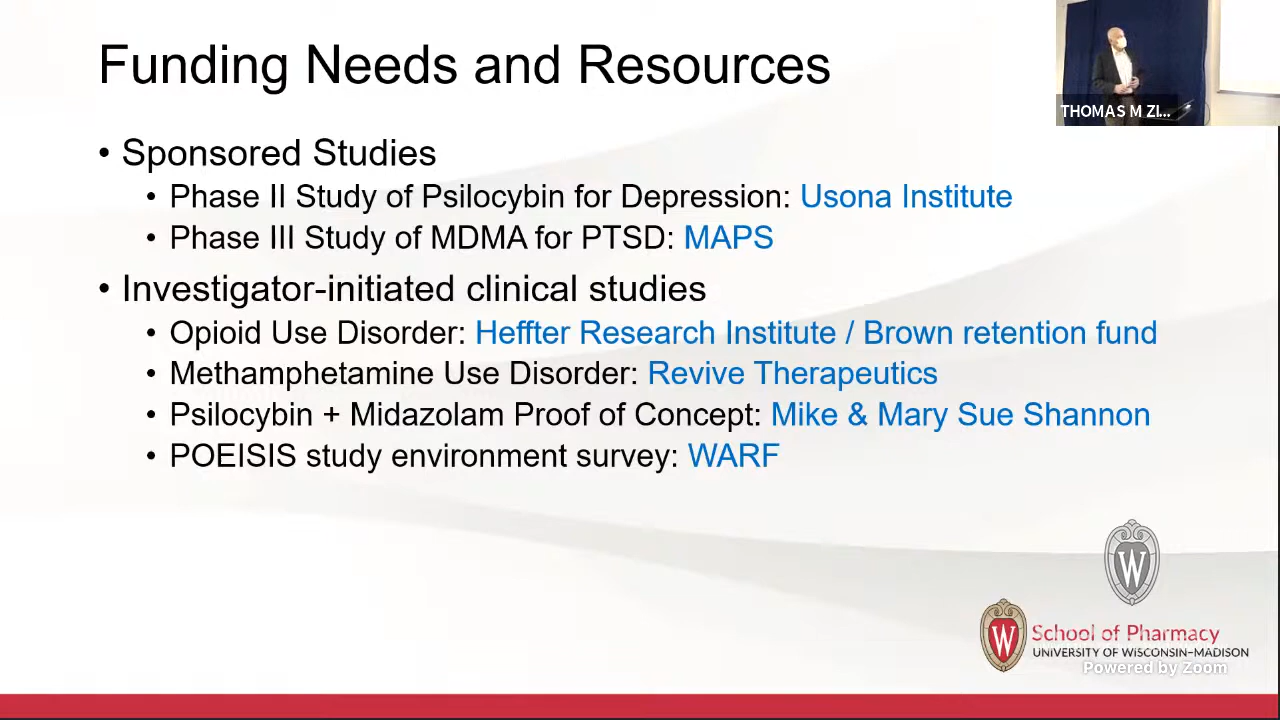 Funding Needs and Resources
THOMAS M ZI...
• Sponsored Studies
• Phase II Study of Psilocybin for Depression: Usona Institute
• Phase III Study of MDMA for PTSD: MAPS
• Investigator-initiated clinical studies
• Opioid Use Disorder: Heffter Research Institute / Brown retention fund
• Methamphetamine Use Disorder: Revive Therapeutics
• Psilocybin + Midazolam Proof of Concept: Mike & Mary Sue Shannon
• POEISIS study environment survey: WARF
W
W
School of Pharmacy
UNIVERSITY OF WISCONSIN–MADISON
Powered by Zoom